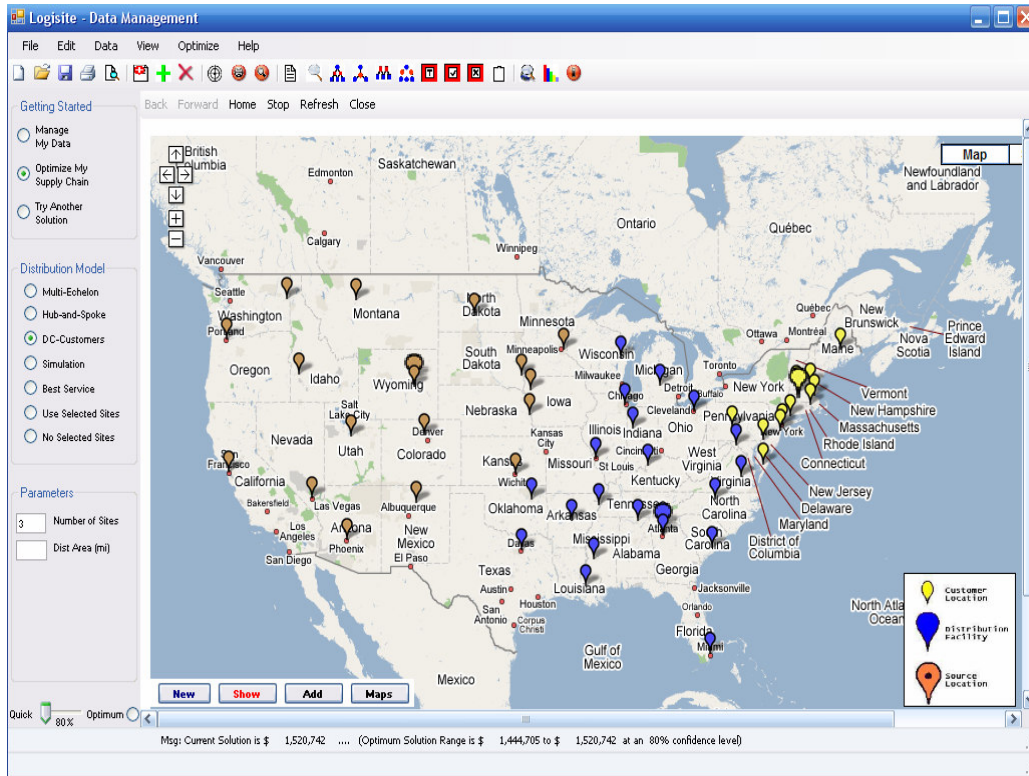 Logisite - Data Management
File Edit Data View Optimize Help
Back Forward Home Stop Refresh Close
Getting Started
Manage
My Data
Optimize My
Supply Chain
Try Another
Solution
Distribution Model
Multi-Echelon
Hub-and-Spoke
DC-Customers
Simulation
Best Service
Use Selected Sites
No Selected Sites
Parameters
3 Number of Sites
Dist Area (mi)
Quick 80% Optimum
Map
British
Saskatchewan
Edmonton
Newfoundland
and Labrador
Ontario
Québec
Calgary
Winnipeg
Vancouver
Seattle
Washington
Montana
North
Dakota
Minnesota
Québec
New
Brunswick
Prince
Edward
Island
Ottawa
Montréal
Nova
Scotia
Maine
Portland
Oregon
Idaho
Wyoming
South
Dakota
Minneapolis
Wisconsin
Michigan
Toronto
Milwaukee
Detroit
Buffalo
New York
Vermont
New Hampshire
Massachusetts
Rhode Island
Connecticut
New Jersey
Delaware
Maryland
District of
Columbia
Chicago
Cleveland
Pennsylvania
New York
Nebraska
Iowa
Salt
Lake City
Nevada
Utah
Denver
Colorado
Kansas
City
Illinois
Indiana
Ohio
San
Francisco
California
Kansas
Wichita
Missouri
St Louis
Cincinnati
West
Virginia
Virginia
Kentucky
Bakersfield
Las Vegas
Albuquerque
Oklahoma
Arkansas
Tennessee
North
Carolina
Los
Angeles
Arizona
New
Mexico
Phoenix
San Diego
El Paso
Dallas
Mississippi
Alabama
Atlanta
South
Carolina
Georgia
Texas
Louisiana
Jacksonville
Austin
San
Antonio
Houston
Corpus
Christi
Orlando
Florida
Miami
Gulf of
Mexico
Mexico
North Atl
Ocean
Customer
Location
Distribution
Facility
Source
Location
New Show Add Maps
Msg: Current Solution is $ 1,520,742 .... (Optimum Solution Range is $ 1,444,705 to $ 1,520,742 at an 80% confidence level)